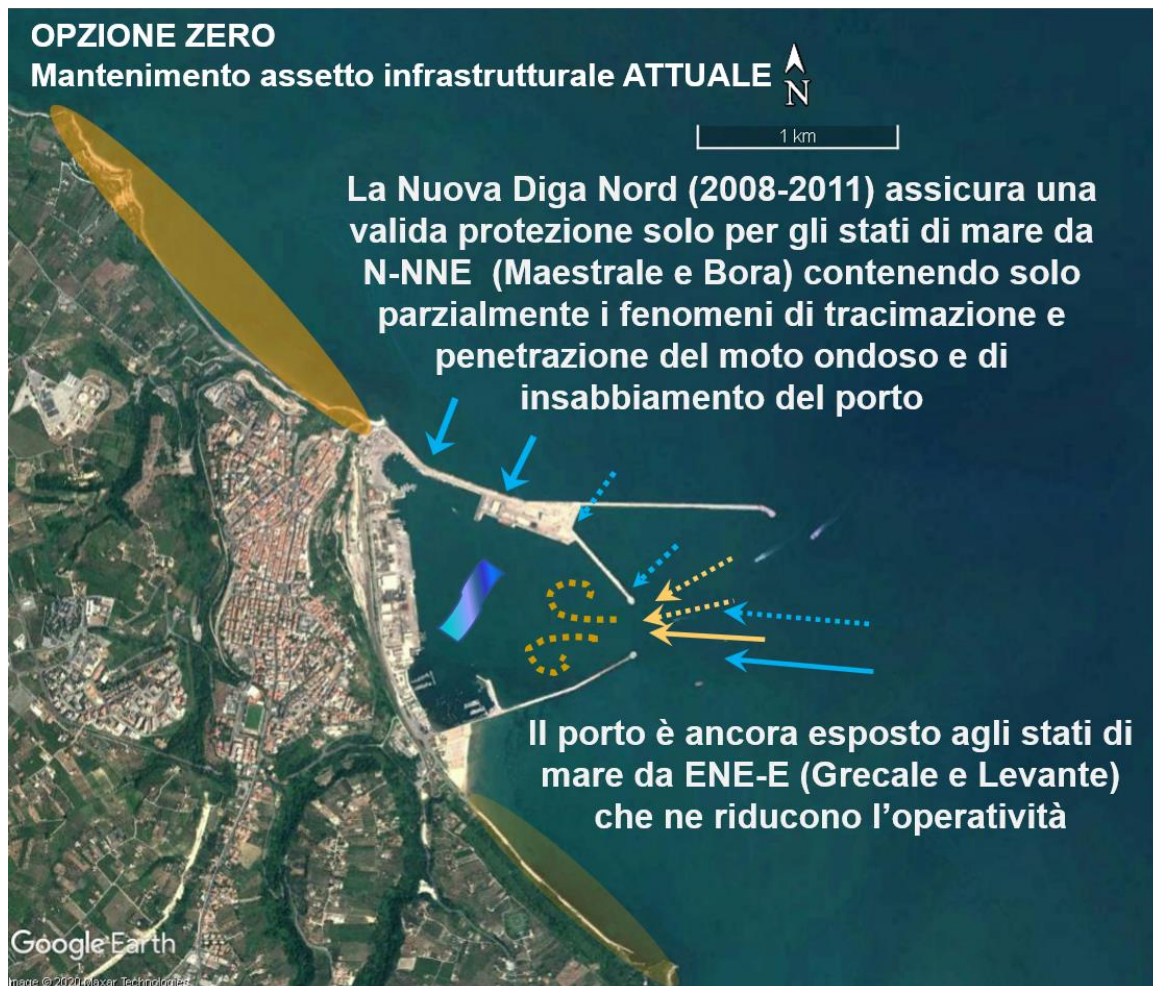 OPZIONE ZERO
Mantenimento assetto infrastrutturale ATTUALE
N
1 km
La Nuova Diga Nord (2008-2011) assicura una
valida protezione solo per gli stati di mare da
N-NNE (Maestrale e Bora) contenendo solo
parzialmente i fenomeni di tracimazione e
penetrazione del moto ondoso e di
insabbiamento del porto
Il porto è ancora esposto agli stati di
mare da ENE-E (Grecale e Levante)
che ne riducono l'operatività
Google Earth
Image © 2020 Maxar Technologies